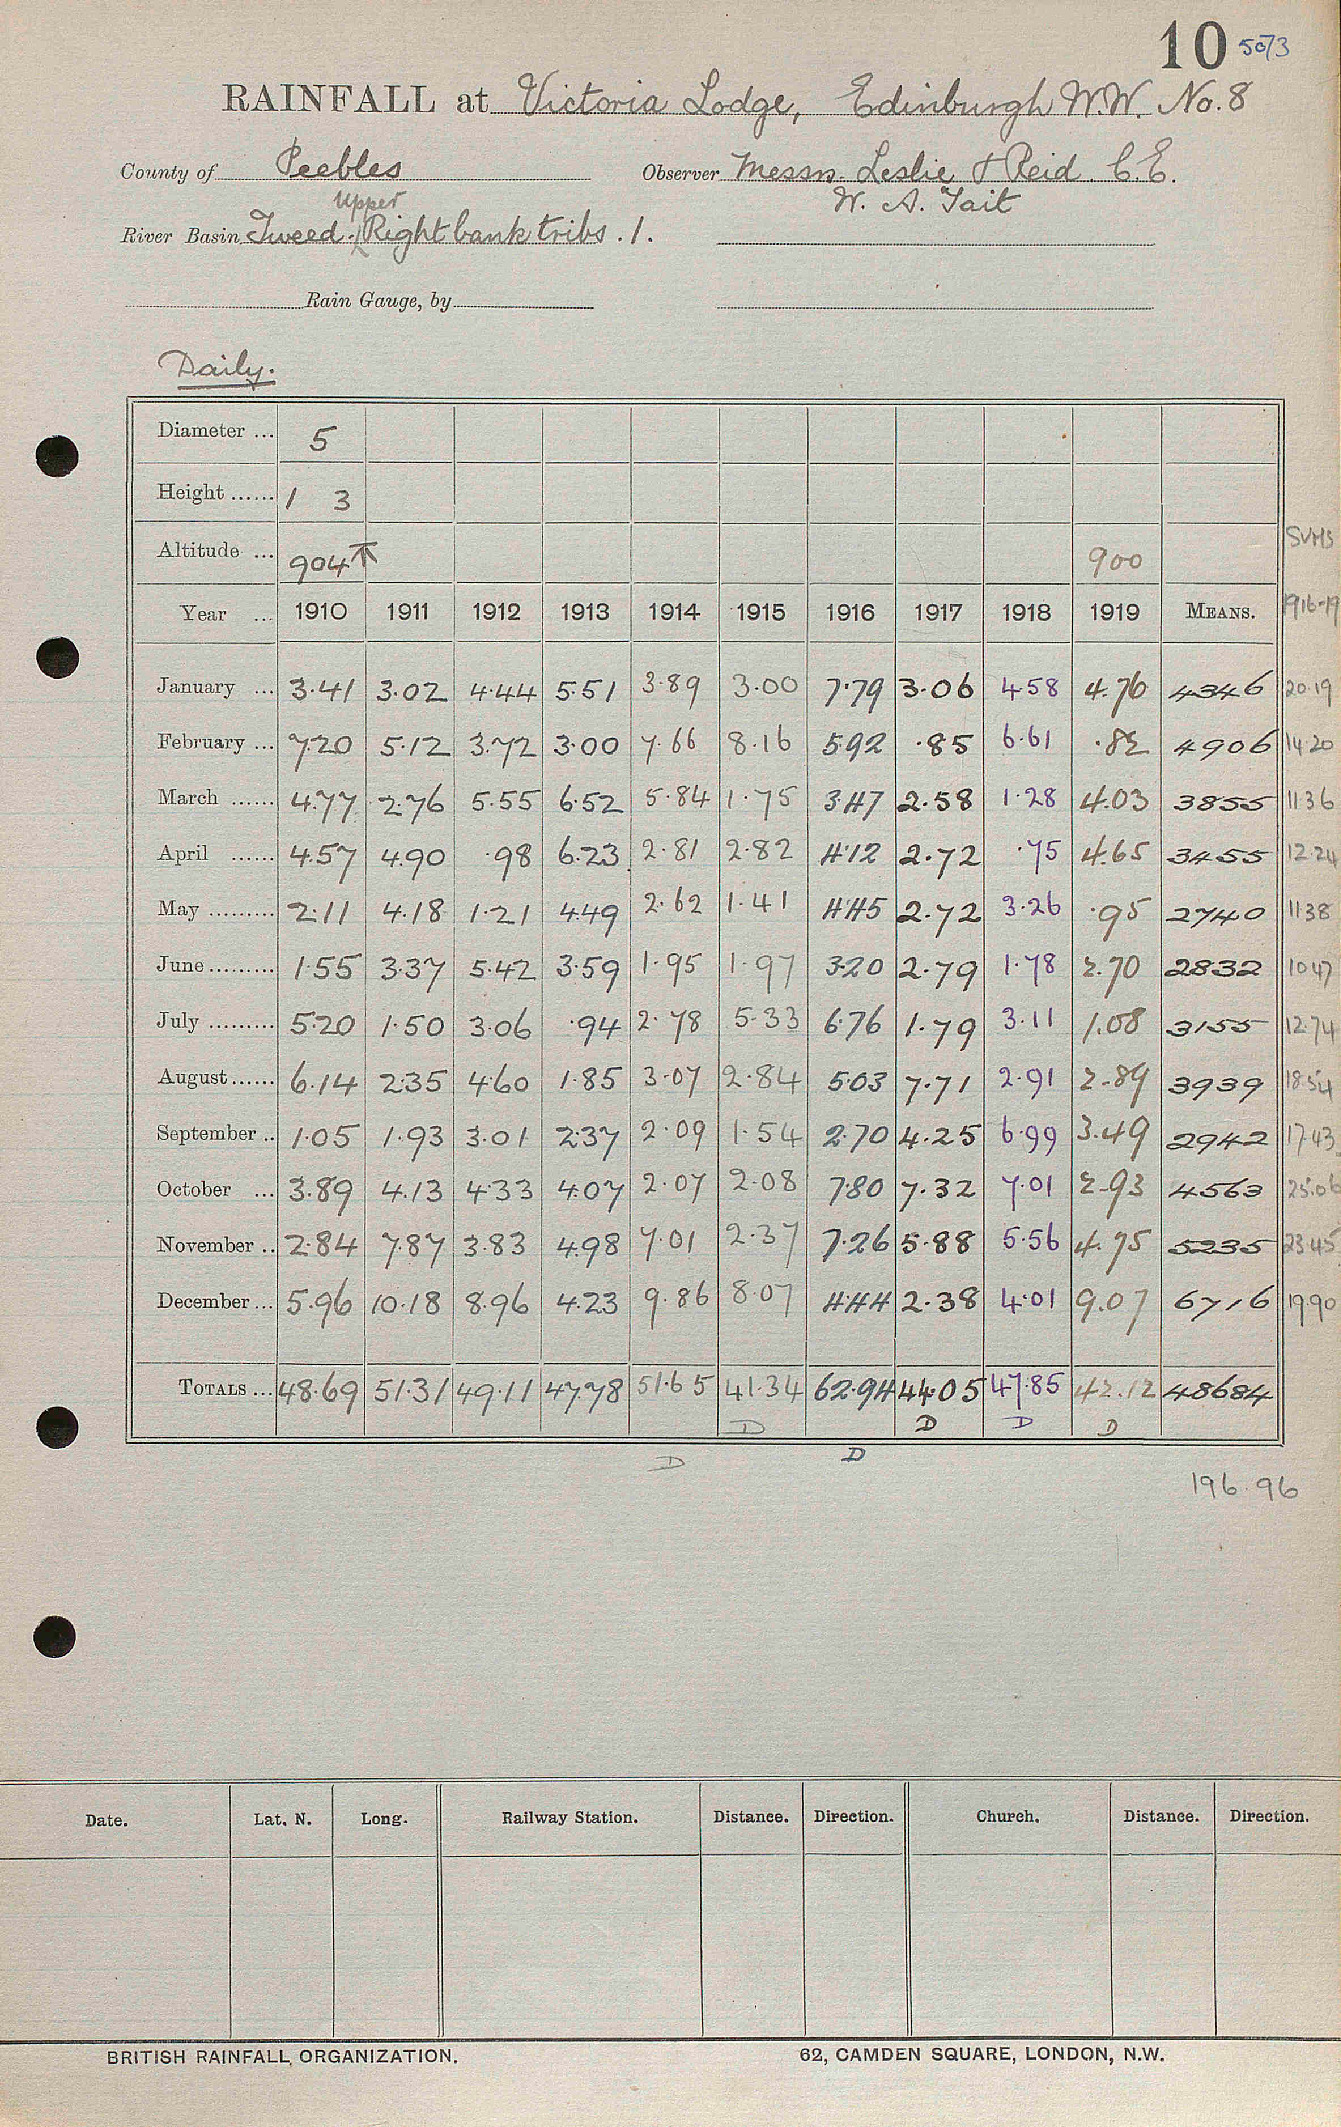 10 5073
RAINFALL at Victoria Lodge, Edinburgh W.W. No. 8
County of Peebles Observer Messrs. Leslie & Reid. C.E.
Upper W. A. Tait
River Basin Tweed - Right bank tribs. 1.
Rain Gauge, by
Daily.
Diameter ... 5
Height ...... 1 3
Altitude ... 904 900 SUMS
Year ... 1910 1911 1912 1913 1914 1915 1916 1917 1918 1919 MEANS. 1916-19
January ... 3.41 3.02 4.44 5.51 3.89 3.00 7.79 3.06 4.58 4.76 4346 20.19
February ... 7.20 5.12 3.72 3.00 7.66 8.16 5.92 .85 6.61 .82 4906 14.20
March ...... 4.77 2.76 5.55 6.52 5.84 1.75 3.47 2.58 1.28 4.03 3855 11.36
April ...... 4.57 4.90 .98 6.23 2.81 2.82 4.12 2.72 .75 4.65 3455 12.24
May ......... 2.11 4.18 1.21 4.49 2.62 1.41 4.45 2.72 3.26 .95 2740 11.38
June ......... 1.55 3.37 5.42 3.59 1.95 1.97 3.20 2.79 1.78 2.70 2832 10.47
July ......... 5.20 1.50 3.06 .94 2.78 5.33 6.76 1.79 3.11 1.08 3155 12.74
August ...... 6.14 2.35 4.60 1.85 3.07 2.84 5.03 7.71 2.91 2.89 3939 18.54
September .. 1.05 1.93 3.01 2.37 2.09 1.54 2.70 4.25 6.99 3.49 2942 17.43
October ... 3.89 4.13 4.33 4.07 2.07 2.08 7.80 7.32 7.01 2.93 4563 25.06
November .. 2.84 7.87 3.83 4.98 7.01 2.37 7.26 5.88 5.56 4.75 5235 23.45
December ... 5.96 10.18 8.96 4.23 9.86 8.07 4.44 2.38 4.01 9.07 6716 19.90
TOTALS ... 48.69 51.31 49.11 47.78 51.65 41.34 62.94 44.05 47.85 42.12 48684
D D D D
D D
196.96
Date. Lat. N. Long. Railway Station. Distance. Direction. Church. Distance. Direction.
BRITISH RAINFALL ORGANIZATION. 62, CAMDEN SQUARE, LONDON, N.W.